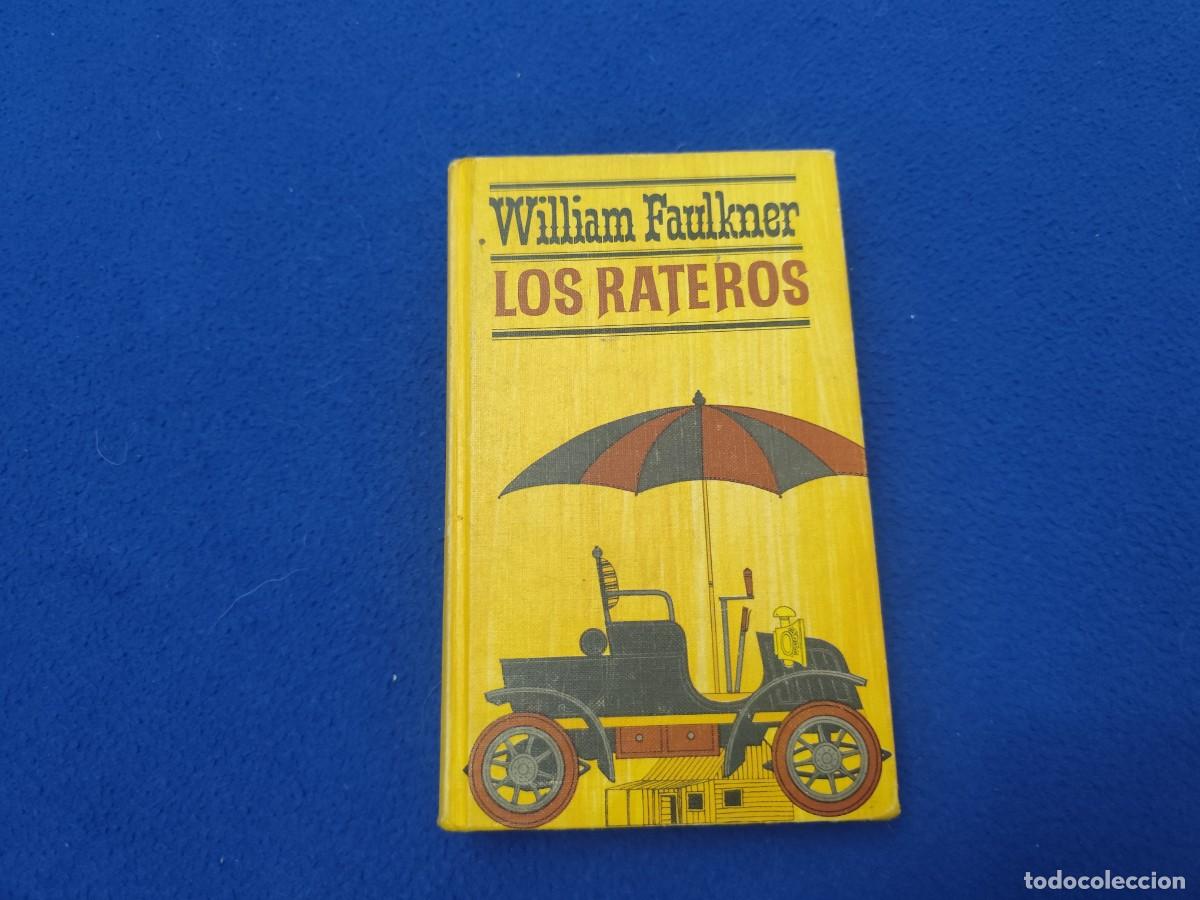 William Faulkner
LOS RATEROS
todocoleccion